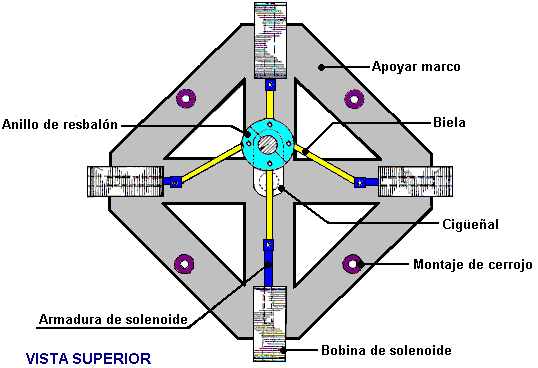 Apoyar marco
Anillo de resbalón
Biela
Cigüeñal
Montaje de cerrojo
Armadura de solenoide
Bobina de solenoide
VISTA SUPERIOR